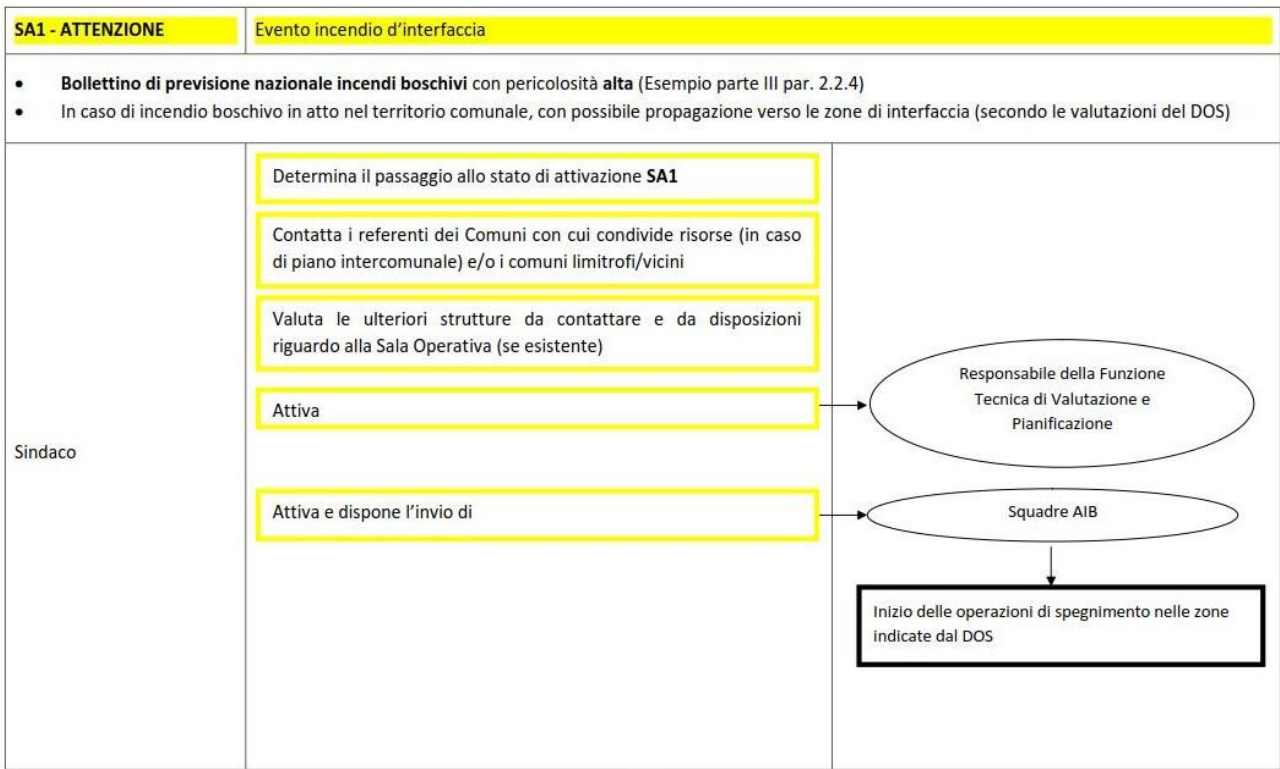 SA1 - ATTENZIONE
Evento incendio d'interfaccia
• Bollettino di previsione nazionale incendi boschivi con pericolosità alta (Esempio parte III par. 2.2.4)
• In caso di incendio boschivo in atto nel territorio comunale, con possibile propagazione verso le zone di interfaccia (secondo le valutazioni del DOS)
Sindaco
Determina il passaggio allo stato di attivazione SA1
Contatta i referenti dei Comuni con cui condivide risorse (in caso
di piano intercomunale) e/o i comuni limitrofi/vicini
Valuta le ulteriori strutture da contattare e da disposizioni
riguardo alla Sala Operativa (se esistente)
Attiva
Responsabile della Funzione
Tecnica di Valutazione e
Pianificazione
Attiva e dispone l'invio di
Squadre AIB
Inizio delle operazioni di spegnimento nelle zone
indicate dal DOS